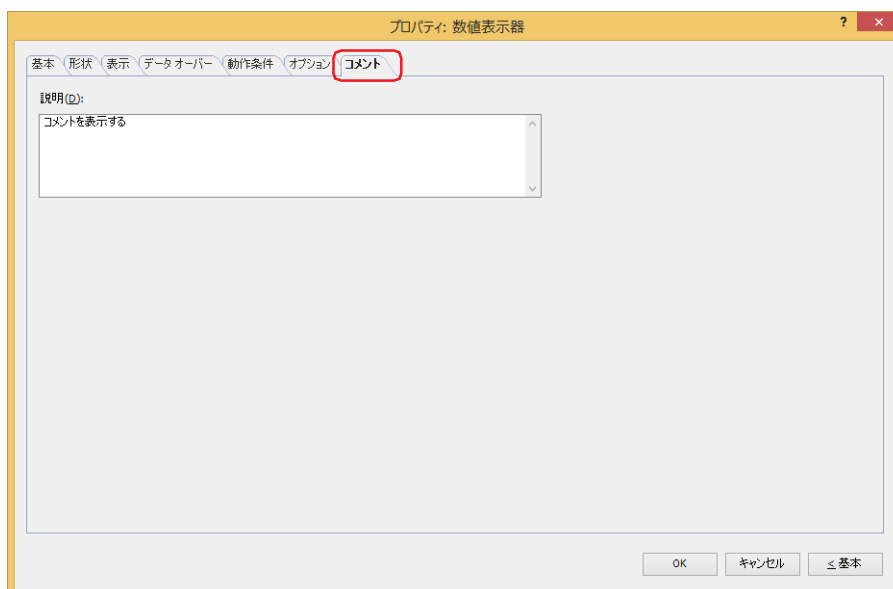 プロパティ: 数値表示器
? ×
基本 形状 表示 データ オーバー 動作条件 オプション コメント
説明(D):
コメントを表示する
OK キャンセル < 基本